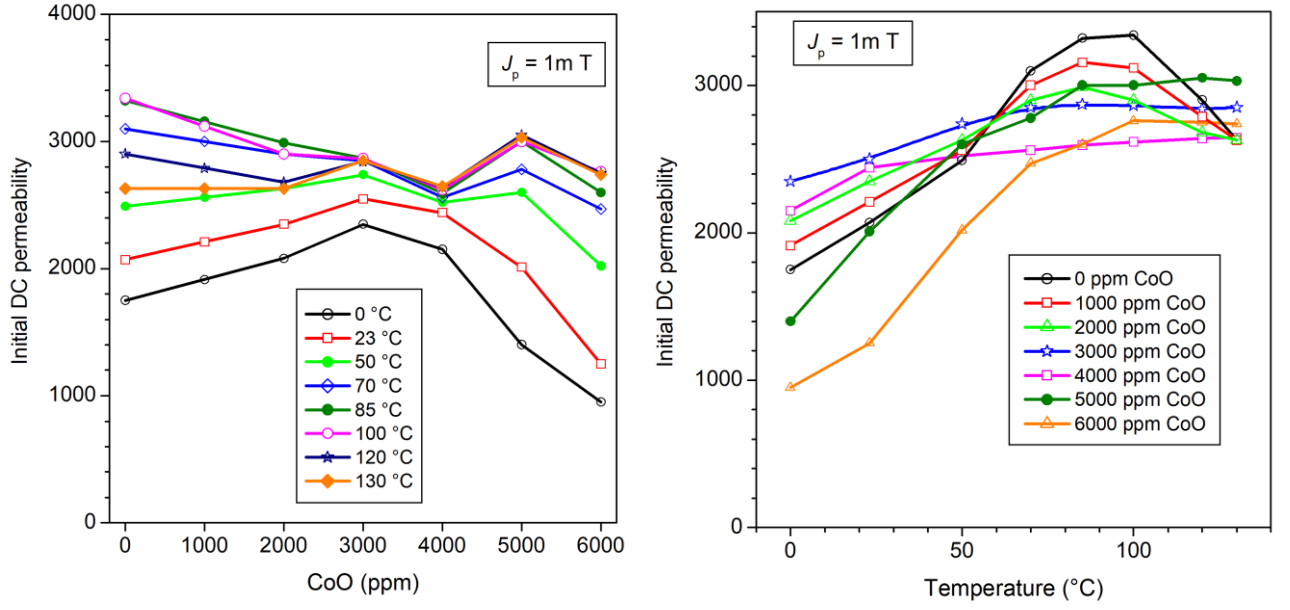 4000
3000
2000
1000
0
Initial DC permeability
J_p = 1m T
0 °C
23 °C
50 °C
70 °C
85 °C
100 °C
120 °C
130 °C
0 1000 2000 3000 4000 5000 6000
CoO (ppm)
3000
2000
1000
0
Initial DC permeability
J_p = 1m T
0 ppm CoO
1000 ppm CoO
2000 ppm CoO
3000 ppm CoO
4000 ppm CoO
5000 ppm CoO
6000 ppm CoO
0 50 100
Temperature (°C)